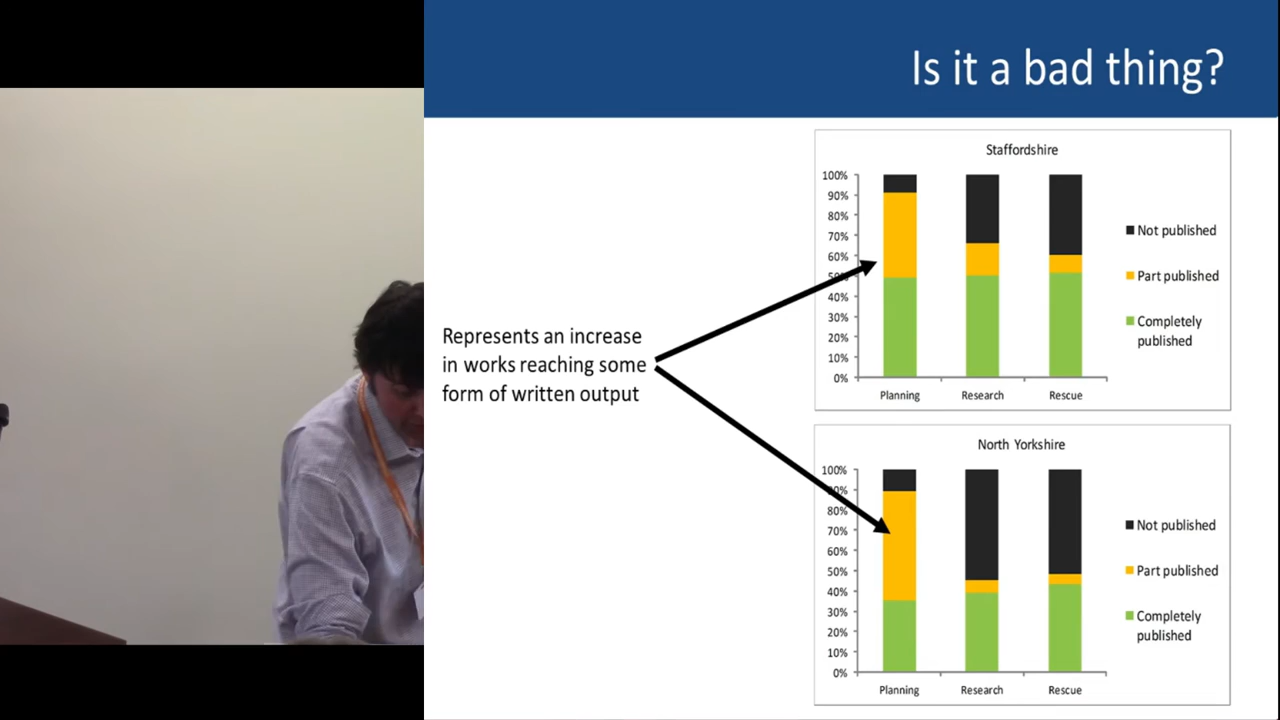 Is it a bad thing?
Represents an increase
in works reaching some
form of written output
Staffordshire
100%
90%
80%
70%
60%
50%
40%
30%
20%
10%
0%
Planning Research Rescue
Not published
Part published
Completely
published
North Yorkshire
100%
90%
80%
70%
60%
50%
40%
30%
20%
10%
0%
Planning Research Rescue
Not published
Part published
Completely
published